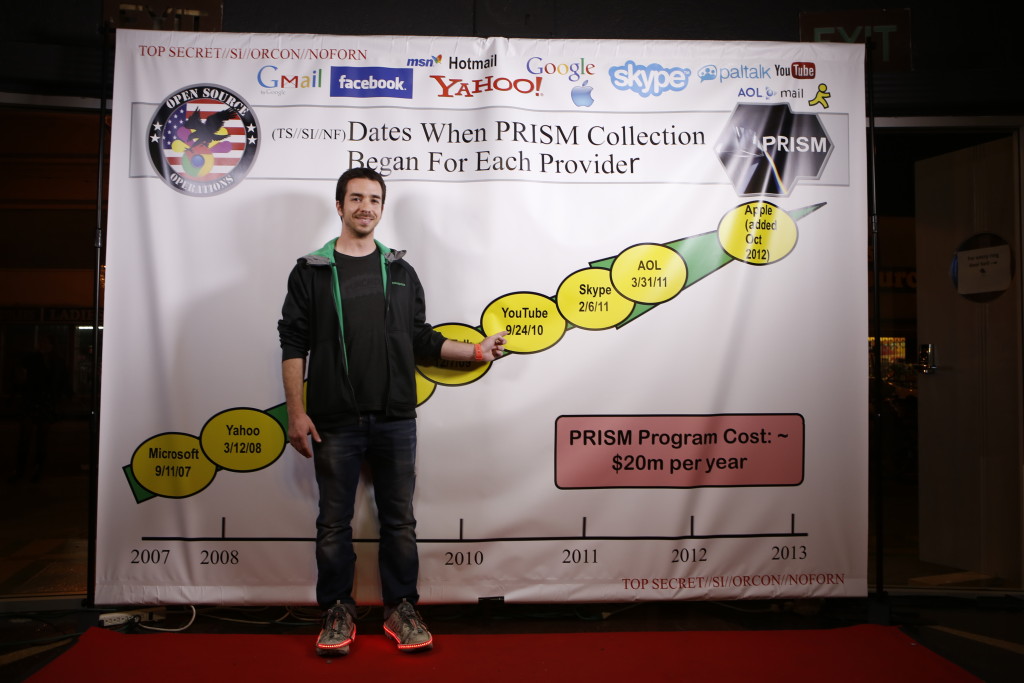 EXIT
EXIT
TOP SECRET//SI//ORCON//NOFORN
msn Hotmail
Gmail
by Google
facebook.
YAHOO!
Google
skype
paltalk
YouTube
AOL mail
OPEN SOURCE
OPERATIONS
(TS//SI//NF) Dates When PRISM Collection
Began For Each Provider
PRISM
Apple
(added
Oct
2012)
AOL
3/31/11
Skype
2/6/11
YouTube
9/24/10
Yahoo
3/12/08
Microsoft
9/11/07
PRISM Program Cost: ~
$20m per year
2007
2008
2010
2011
2012
2013
TOP SECRET//SI//ORCON//NOFORN